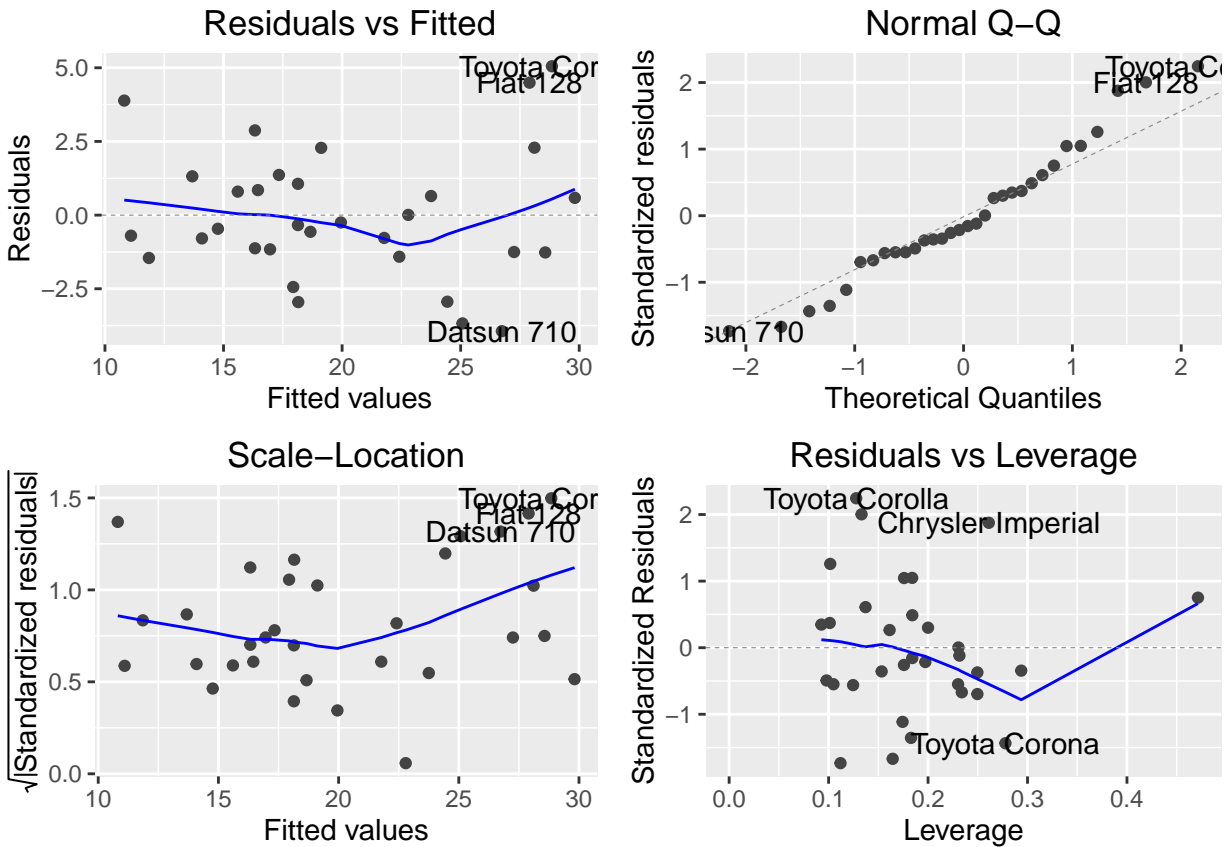 Residuals vs Fitted
5.0
2.5
0.0
−2.5
Residuals
Toyota Cor
Fiat 128
Datsun 710
10 15 20 25 30
Fitted values
Normal Q−Q
2
1
0
−1
Standardized residuals
Toyota Co
Fiat 128
sun 710
−2 −1 0 1 2
Theoretical Quantiles
Scale−Location
1.5
1.0
0.5
0.0
√|Standardized residuals|
Toyota Cor
Fiat 128
Datsun 710
10 15 20 25 30
Fitted values
Residuals vs Leverage
2
1
0
−1
Standardized Residuals
Toyota Corolla
Chrysler Imperial
Toyota Corona
0.0 0.1 0.2 0.3 0.4
Leverage